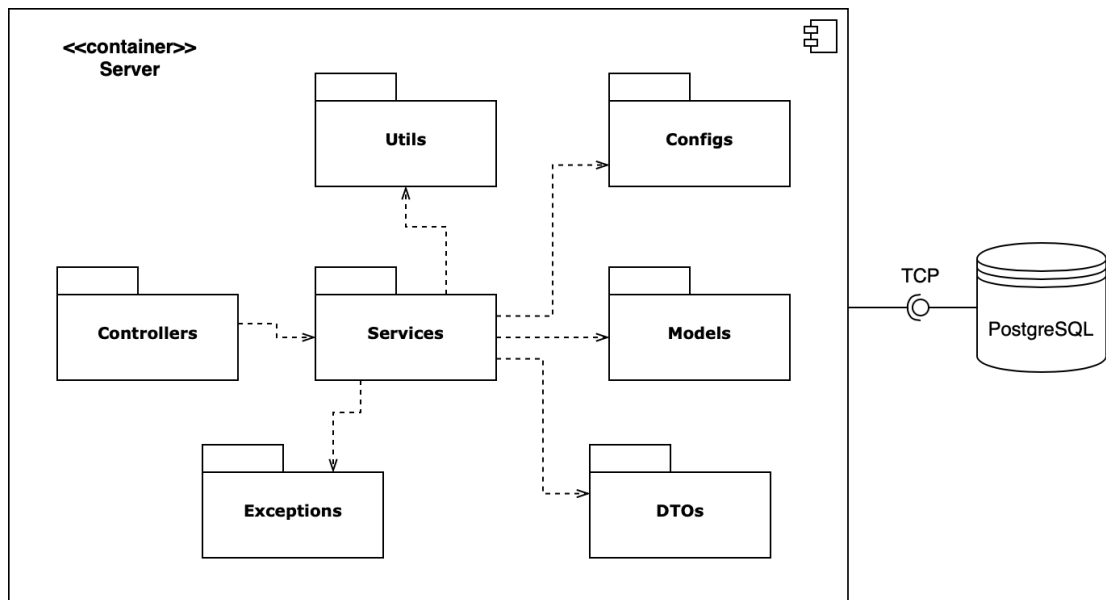 <<container>>
Server
Utils
Configs
Controllers
Services
Models
TCP
PostgreSQL
Exceptions
DTOs